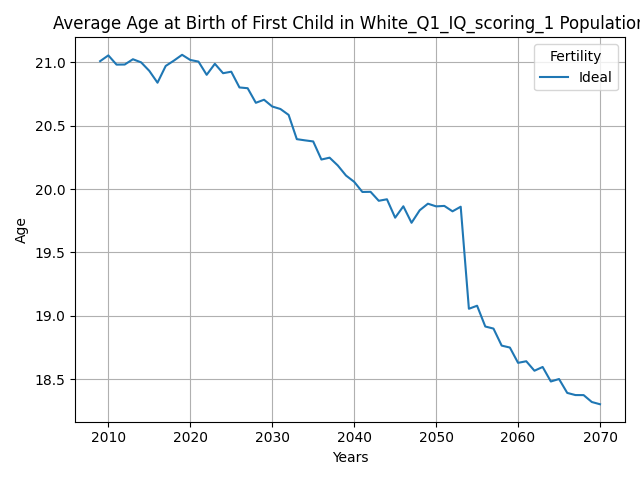 Average Age at Birth of First Child in White_Q1_IQ_scoring_1 Population
Fertility
Ideal
21.0
20.5
20.0
19.5
19.0
18.5
Age
2010 2020 2030 2040 2050 2060 2070
Years